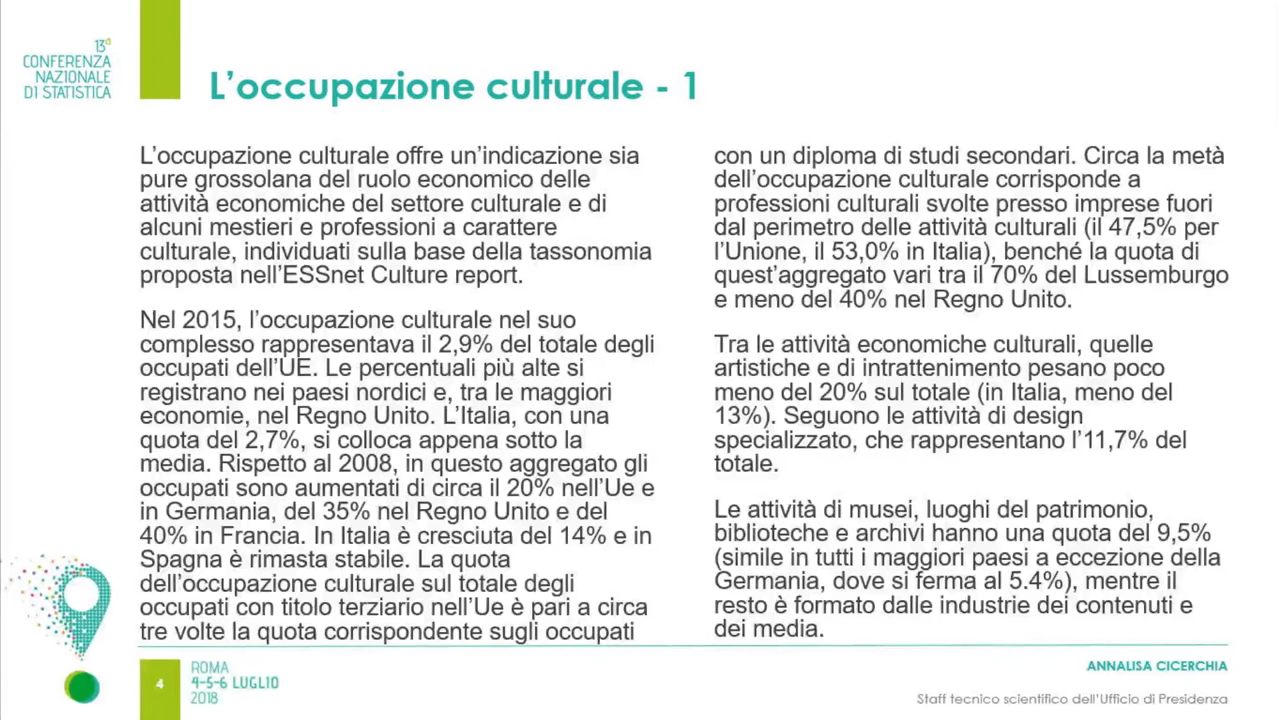 13ª
CONFERENZA
NAZIONALE
DI STATISTICA
L’occupazione culturale - 1
L’occupazione culturale offre un’indicazione sia
pure grossolana del ruolo economico delle
attività economiche del settore culturale e di
alcuni mestieri e professioni a carattere
culturale, individuati sulla base della tassonomia
proposta nell’ESSnet Culture report.
Nel 2015, l’occupazione culturale nel suo
complesso rappresentava il 2,9% del totale degli
occupati dell’UE. Le percentuali più alte si
registrano nei paesi nordici e, tra le maggiori
economie, nel Regno Unito. L’Italia, con una
quota del 2,7%, si colloca appena sotto la
media. Rispetto al 2008, in questo aggregato gli
occupati sono aumentati di circa il 20% nell’Ue e
in Germania, del 35% nel Regno Unito e del
40% in Francia. In Italia è cresciuta del 14% e in
Spagna è rimasta stabile. La quota
dell’occupazione culturale sul totale degli
occupati con titolo terziario nell’Ue è pari a circa
tre volte la quota corrispondente sugli occupati
con un diploma di studi secondari. Circa la metà
dell’occupazione culturale corrisponde a
professioni culturali svolte presso imprese fuori
dal perimetro delle attività culturali (il 47,5% per
l’Unione, il 53,0% in Italia), benché la quota di
quest’aggregato vari tra il 70% del Lussemburgo
e meno del 40% nel Regno Unito.
Tra le attività economiche culturali, quelle
artistiche e di intrattenimento pesano poco
meno del 20% sul totale (in Italia, meno del
13%). Seguono le attività di design
specializzato, che rappresentano l’11,7% del
totale.
Le attività di musei, luoghi del patrimonio,
biblioteche e archivi hanno una quota del 9,5%
(simile in tutti i maggiori paesi a eccezione della
Germania, dove si ferma al 5.4%), mentre il
resto è formato dalle industrie dei contenuti e
dei media.
4
ROMA
4-5-6 LUGLIO
2018
ANNALISA CICERCHIA
Staff tecnico scientifico dell’Ufficio di Presidenza